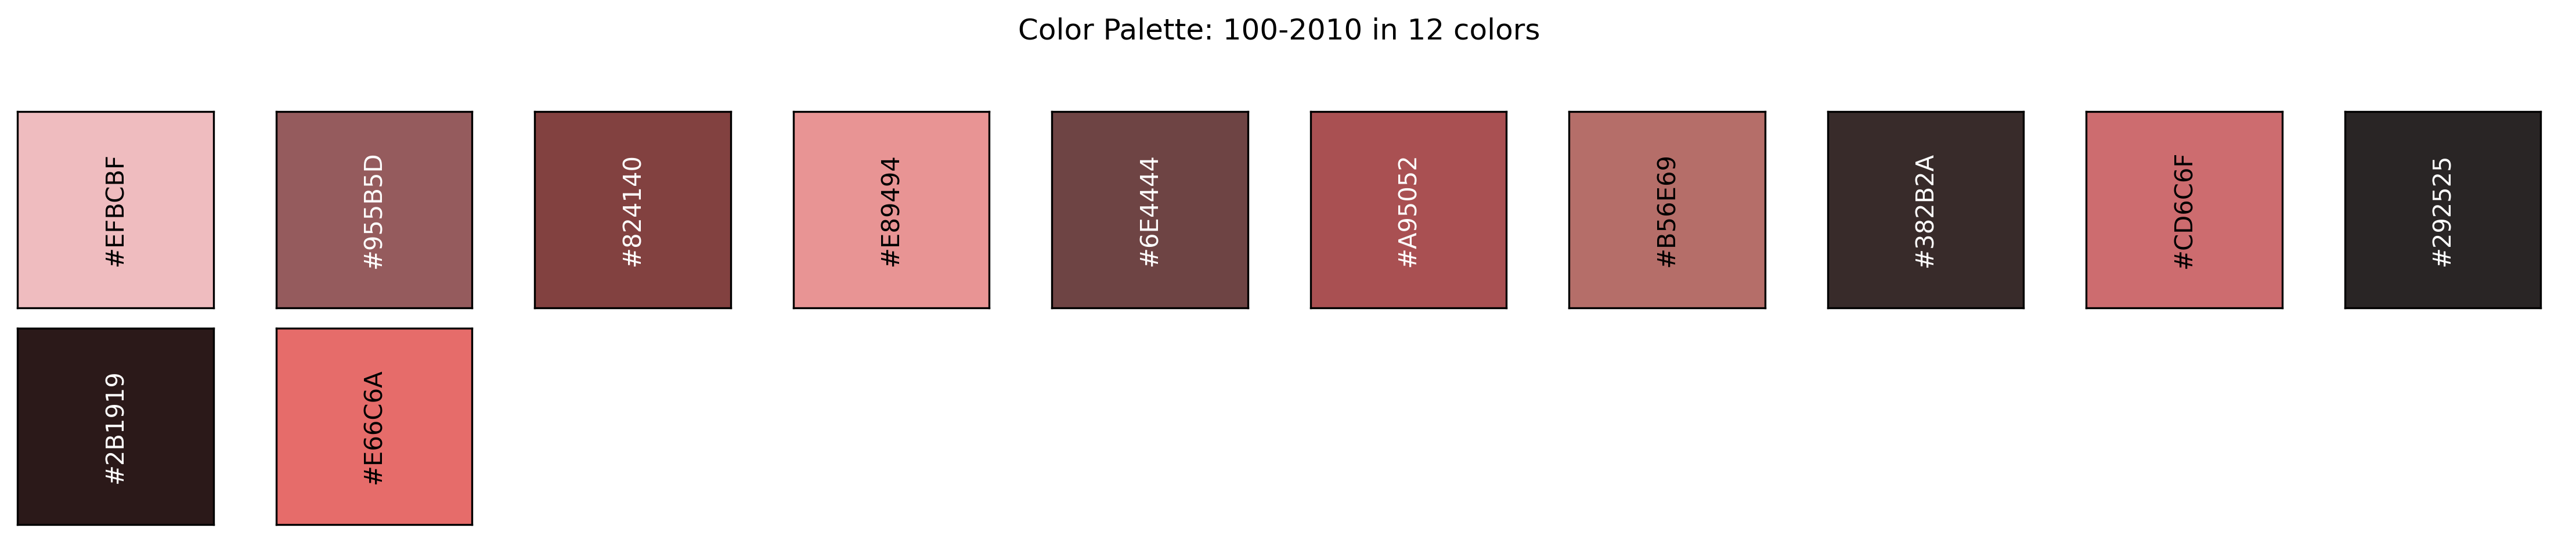 Color Palette: 100-2010 in 12 colors
#EFBCBF
#955B5D
#824140
#E89494
#6E4444
#A95052
#B56E69
#382B2A
#CD6C6F
#292525
#2B1919
#E66C6A